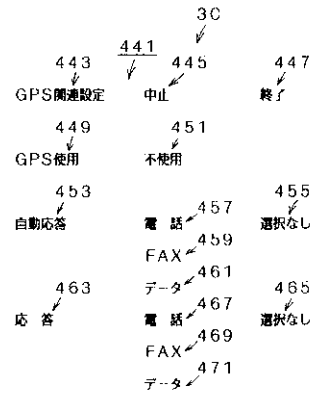 3C
441
443 445 447
GPS関連設定 中止 終了
449 451
GPS使用 不使用
453 457 455
自動応答 電 話 選択なし
459
FAX
461
データ
463 467 465
応 答 電 話 選択なし
469
FAX
471
データ